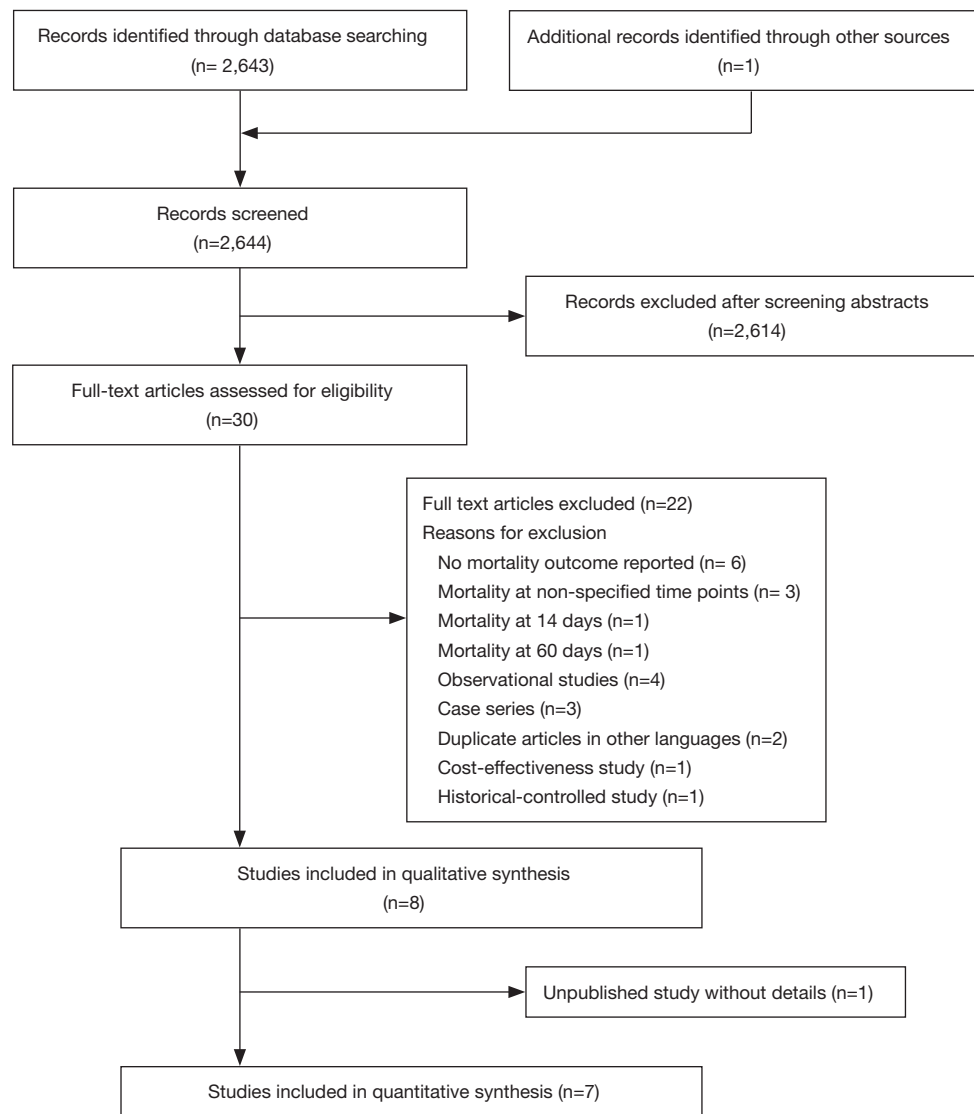 Records identified through database searching
(n= 2,643)
Additional records identified through other sources
(n=1)
Records screened
(n=2,644)
Records excluded after screening abstracts
(n=2,614)
Full-text articles assessed for eligibility
(n=30)
Full text articles excluded (n=22)
Reasons for exclusion
No mortality outcome reported (n= 6)
Mortality at non-specified time points (n= 3)
Mortality at 14 days (n=1)
Mortality at 60 days (n=1)
Observational studies (n=4)
Case series (n=3)
Duplicate articles in other languages (n=2)
Cost-effectiveness study (n=1)
Historical-controlled study (n=1)
Studies included in qualitative synthesis
(n=8)
Unpublished study without details (n=1)
Studies included in quantitative synthesis (n=7)